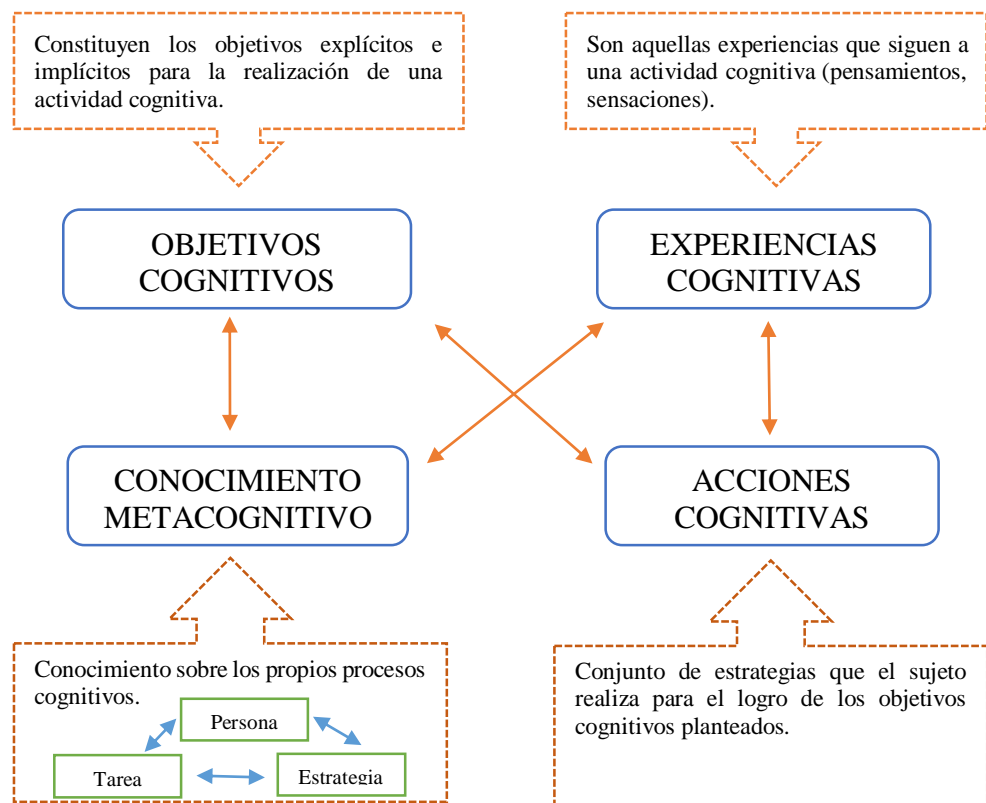 Constituyen los objetivos explícitos e
implícitos para la realización de una
actividad cognitiva.
Son aquellas experiencias que siguen a
una actividad cognitiva (pensamientos,
sensaciones).
OBJETIVOS
COGNITIVOS
EXPERIENCIAS
COGNITIVAS
CONOCIMIENTO
METACOGNITIVO
ACCIONES
COGNITIVAS
Conocimiento sobre los propios procesos
cognitivos.
Persona
Tarea
Estrategia
Conjunto de estrategias que el sujeto
realiza para el logro de los objetivos
cognitivos planteados.